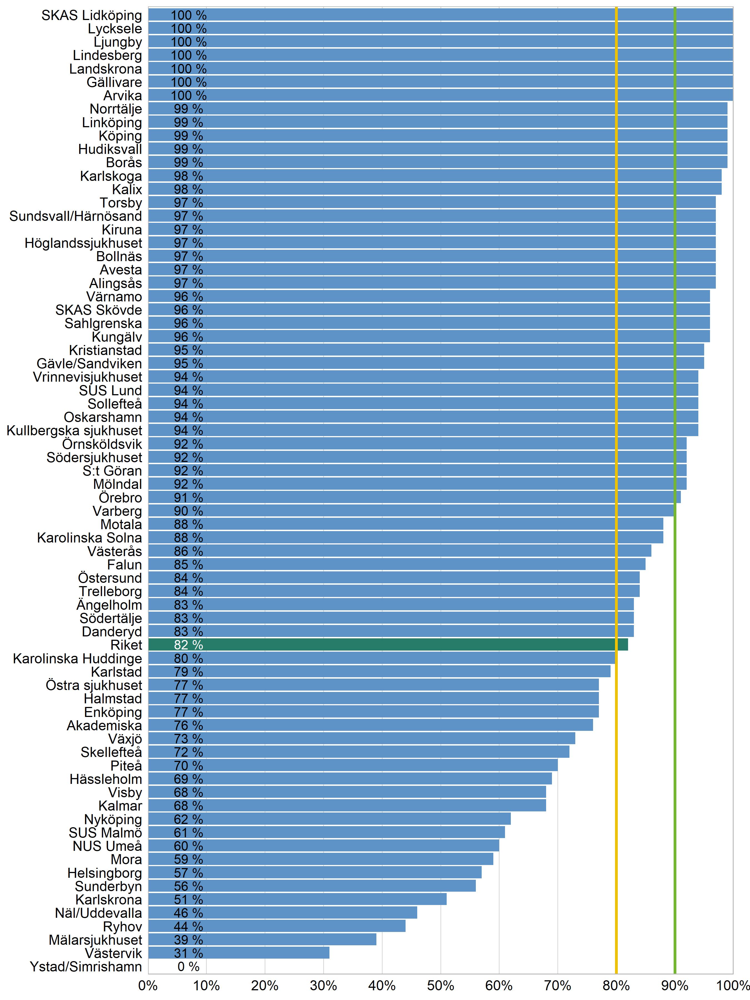 SKAS Lidköping 100 %
Lycksele 100 %
Ljungby 100 %
Lindesberg 100 %
Landskrona 100 %
Gällivare 100 %
Arvika 100 %
Norrtälje 99 %
Linköping 99 %
Köping 99 %
Hudiksvall 99 %
Borås 99 %
Karlskoga 98 %
Kalix 98 %
Torsby 97 %
Sundsvall/Härnösand 97 %
Kiruna 97 %
Höglandssjukhuset 97 %
Bollnäs 97 %
Avesta 97 %
Alingsås 97 %
Värnamo 96 %
SKAS Skövde 96 %
Sahlgrenska 96 %
Kungälv 96 %
Kristianstad 95 %
Gävle/Sandviken 95 %
Vrinnevisjukhuset 94 %
SUS Lund 94 %
Sollefteå 94 %
Oskarshamn 94 %
Kullbergska sjukhuset 94 %
Örnsköldsvik 92 %
Södersjukhuset 92 %
S:t Göran 92 %
Mölndal 92 %
Örebro 91 %
Varberg 90 %
Motala 88 %
Karolinska Solna 88 %
Västerås 86 %
Falun 85 %
Östersund 84 %
Trelleborg 84 %
Ängelholm 83 %
Södertälje 83 %
Danderyd 83 %
Riket 82 %
Karolinska Huddinge 80 %
Karlstad 79 %
Östra sjukhuset 77 %
Halmstad 77 %
Enköping 77 %
Akademiska 76 %
Växjö 73 %
Skellefteå 72 %
Piteå 70 %
Hässleholm 69 %
Visby 68 %
Kalmar 68 %
Nyköping 62 %
SUS Malmö 61 %
NUS Umeå 60 %
Mora 59 %
Helsingborg 57 %
Sunderbyn 56 %
Karlskrona 51 %
Näl/Uddevalla 46 %
Ryhov 44 %
Mälarsjukhuset 39 %
Västervik 31 %
Ystad/Simrishamn 0 %
0% 10% 20% 30% 40% 50% 60% 70% 80% 90% 100%